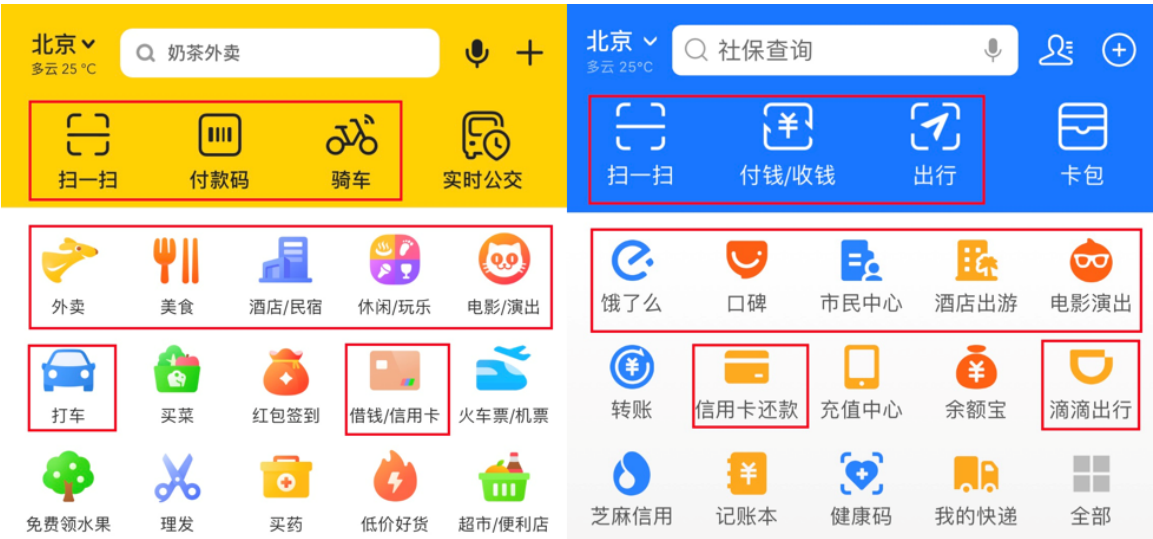 北京
多云 25 °C
奶茶外卖
扫一扫
付款码
骑车
实时公交
外卖
美食
酒店/民宿
休闲/玩乐
电影/演出
打车
买菜
红包签到
借钱/信用卡
火车票/机票
免费领水果
理发
买药
低价好货
超市/便利店
北京
多云 25°C
社保查询
扫一扫
付钱/收钱
出行
卡包
饿了么
口碑
市民中心
酒店出游
电影演出
转账
信用卡还款
充值中心
余额宝
滴滴出行
芝麻信用
记账本
健康码
我的快递
全部